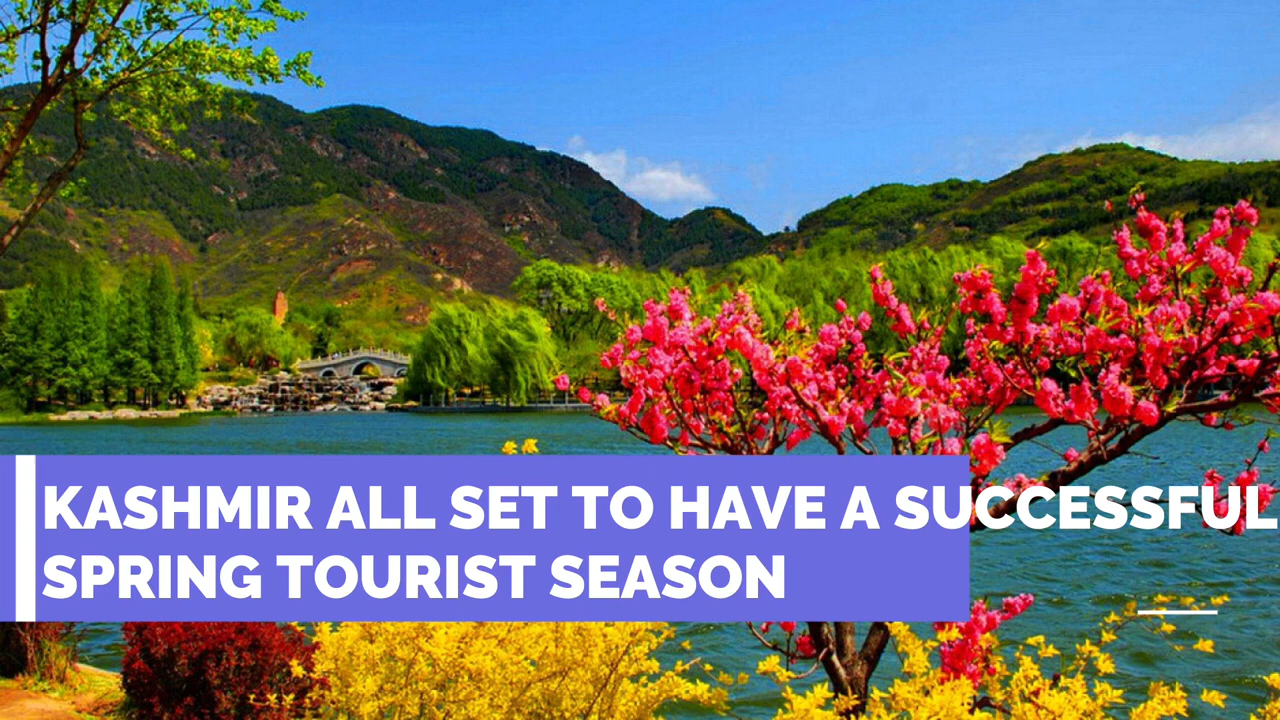 KASHMIR ALL SET TO HAVE A SUCCESSFUL
SPRING TOURIST SEASON